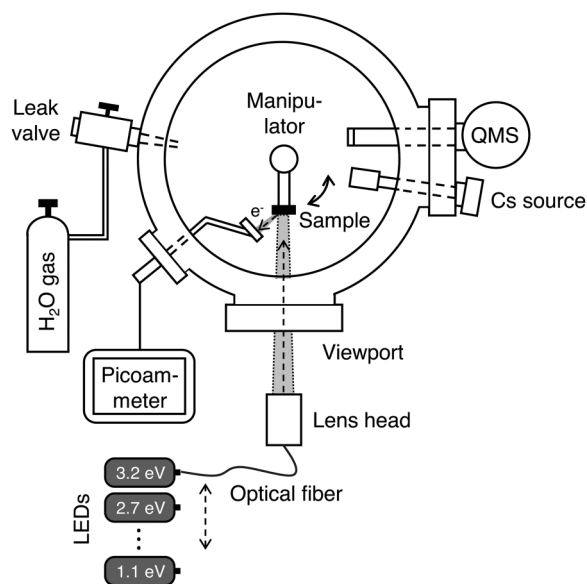 Leak
valve
Manipu-
lator
QMS
Cs source
e-
Sample
H2O gas
Picoam-
meter
Viewport
Lens head
Optical fiber
LEDs
3.2 eV
2.7 eV
1.1 eV